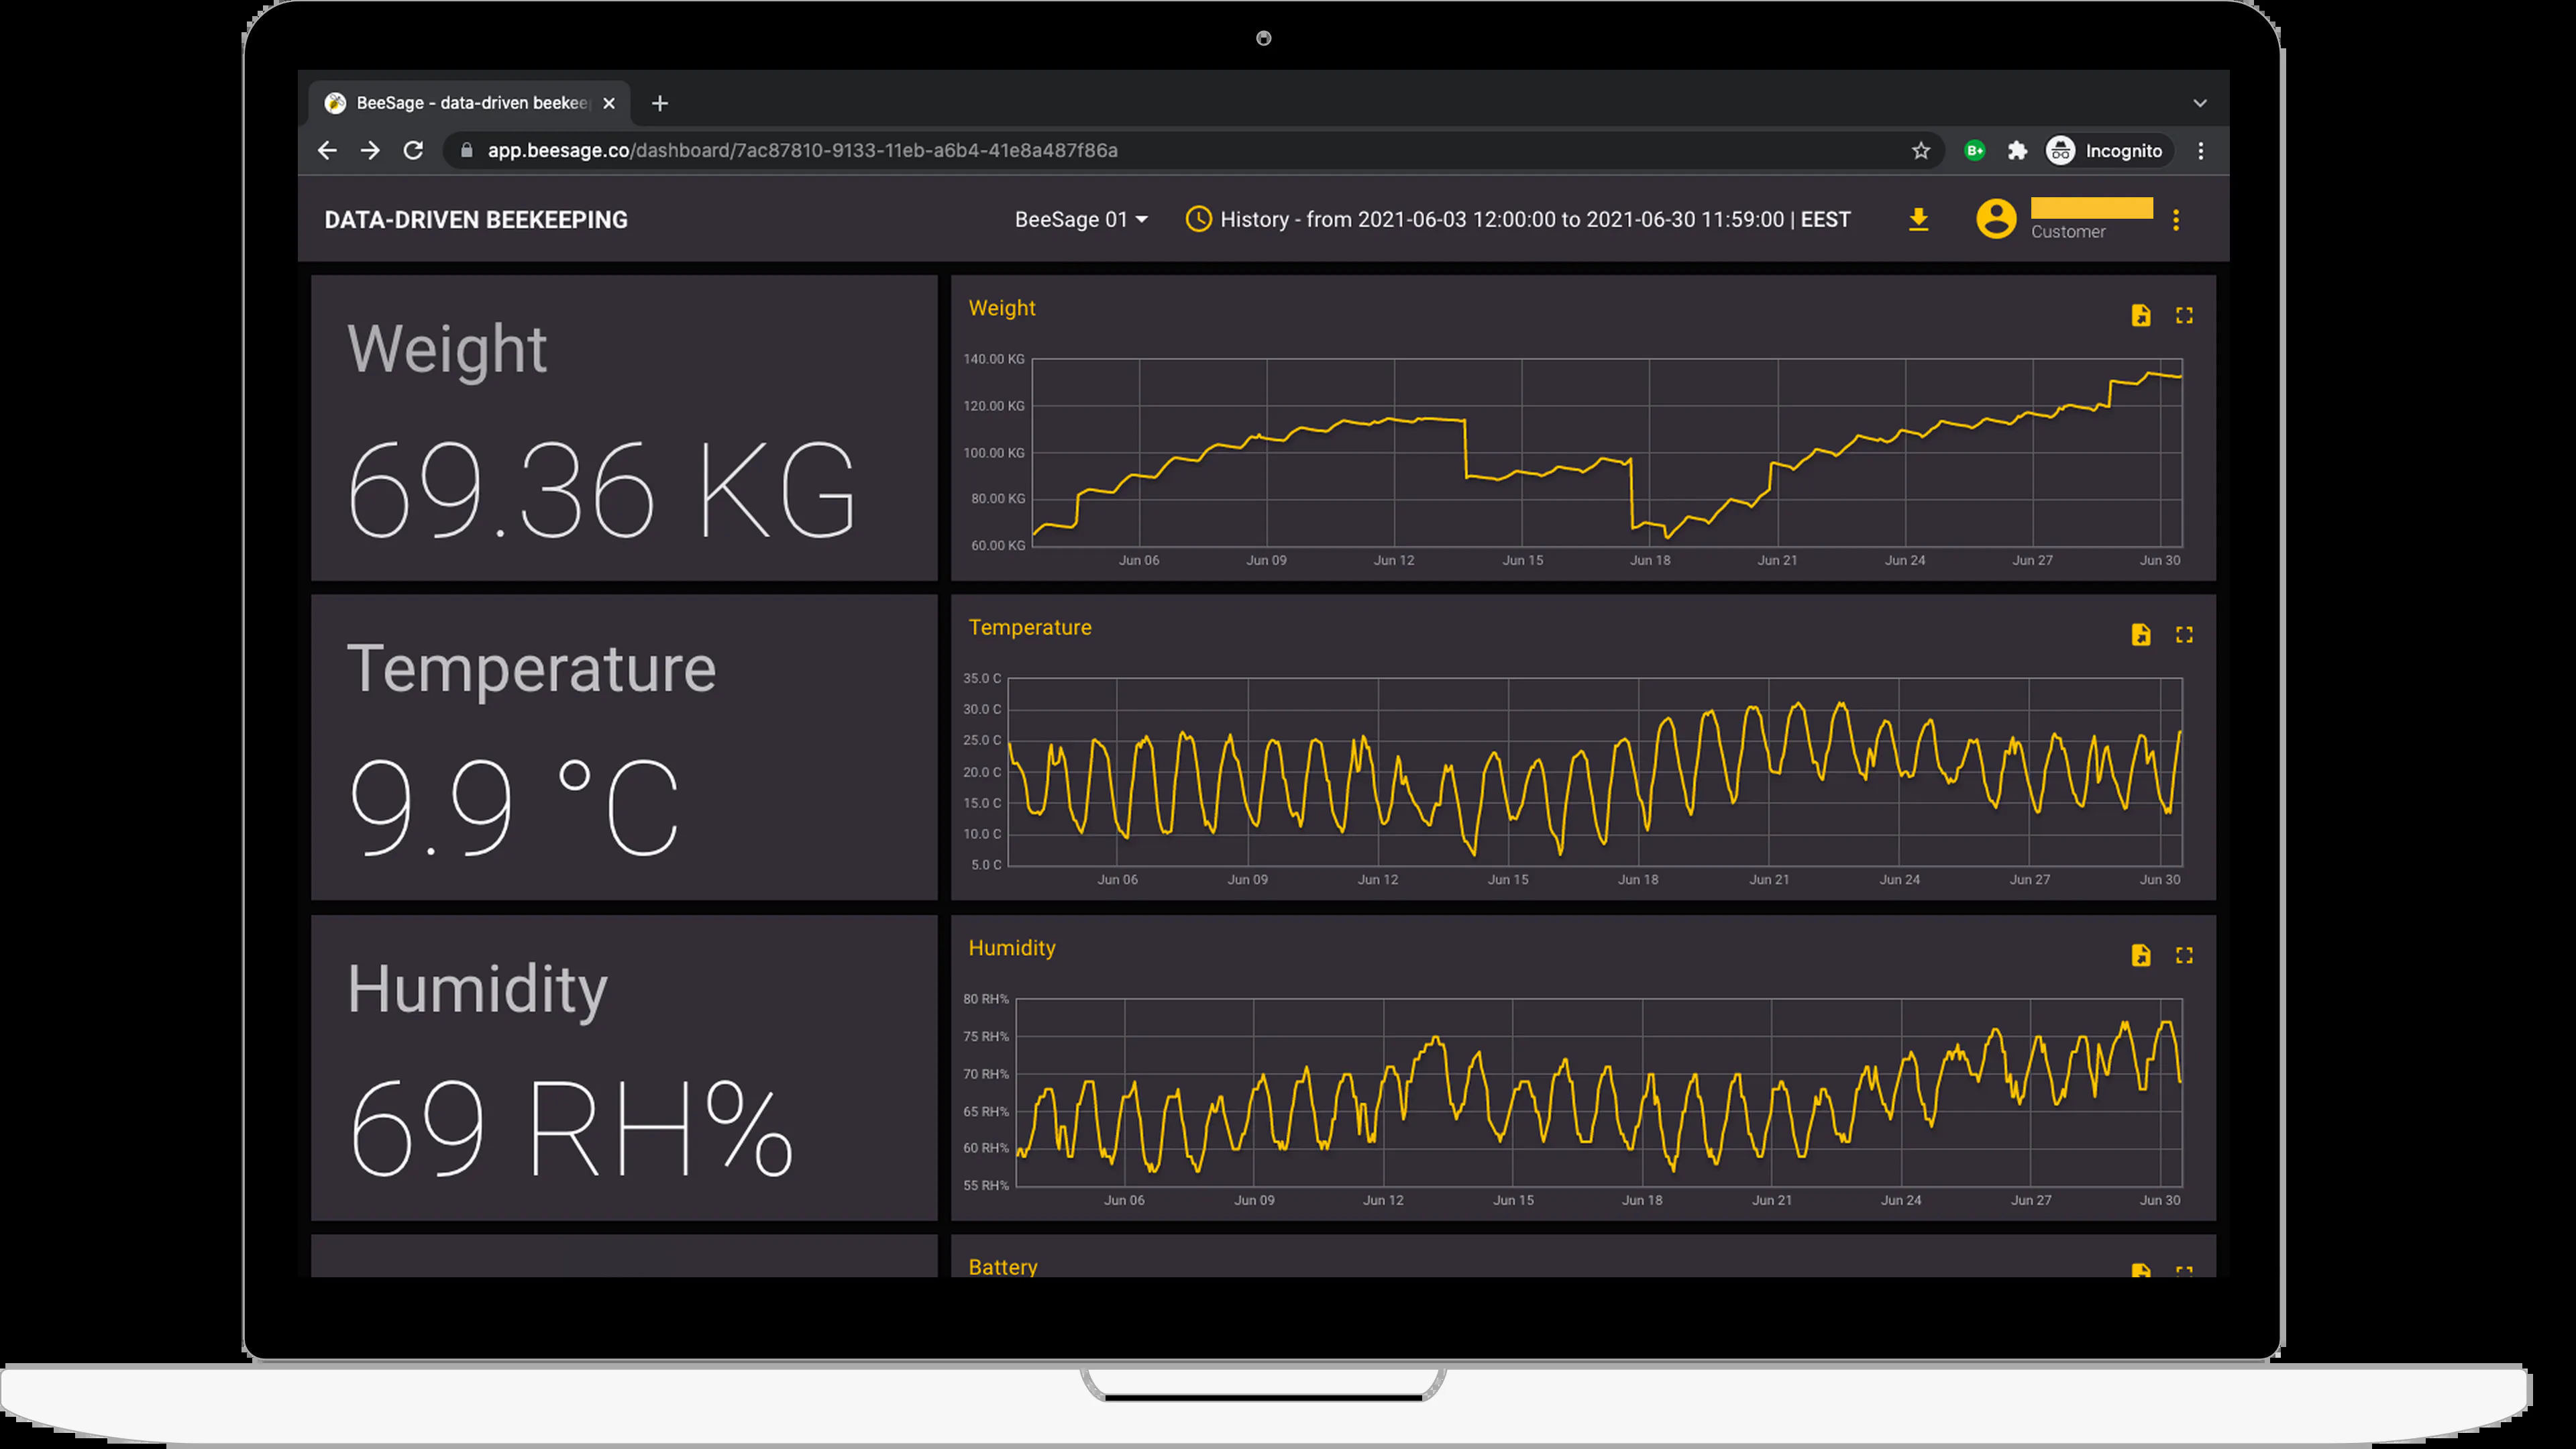 BeeSage - data-driven beekee
app.beesage.co/dashboard/7ac87810-9133-11eb-a6b4-41e8a487f86a
B+
Incognito
DATA-DRIVEN BEEKEEPING
BeeSage 01
History - from 2021-06-03 12:00:00 to 2021-06-30 11:59:00 | EEST
Customer
Weight
69.36 KG
Weight
140.00 KG
120.00 KG
100.00 KG
80.00 KG
60.00 KG
Jun 06 Jun 09 Jun 12 Jun 15 Jun 18 Jun 21 Jun 24 Jun 27 Jun 30
Temperature
9.9 °C
Temperature
35.0 C
30.0 C
25.0 C
20.0 C
15.0 C
10.0 C
5.0 C
Jun 06 Jun 09 Jun 12 Jun 15 Jun 18 Jun 21 Jun 24 Jun 27 Jun 30
Humidity
69 RH%
Humidity
80 RH%
75 RH%
70 RH%
65 RH%
60 RH%
55 RH%
Jun 06 Jun 09 Jun 12 Jun 15 Jun 18 Jun 21 Jun 24 Jun 27 Jun 30
Battery